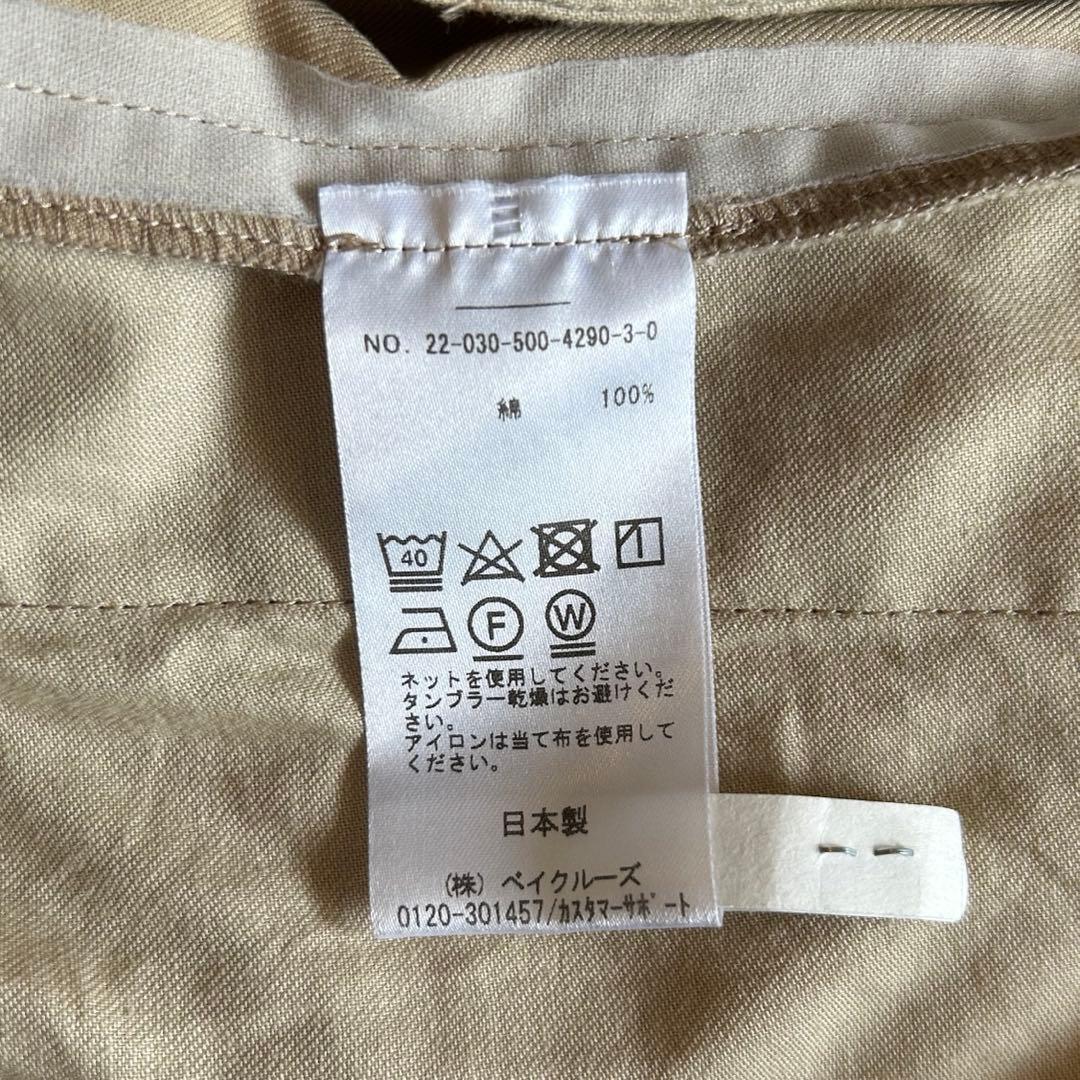 NO. 22-030-500-4290-3-0
綿 100%
40
F W
ネットを使用してください。
タンブラー乾燥はお避けくだ
さい。
アイロンは当て布を使用して
ください。
日本製
(株) ベイクルーズ
0120-301457/ｶｽﾀﾏｰｻﾎﾟｰﾄ